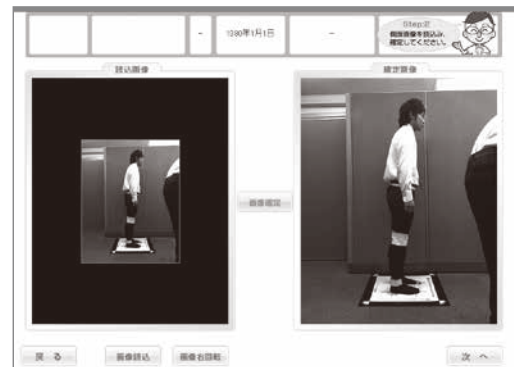 -
1980年1月1日
-
Step:2
側面画像を読込み、
確定してください。
読込画像
確定画像
画像確定
戻る
画像読込
画像右回転
次へ